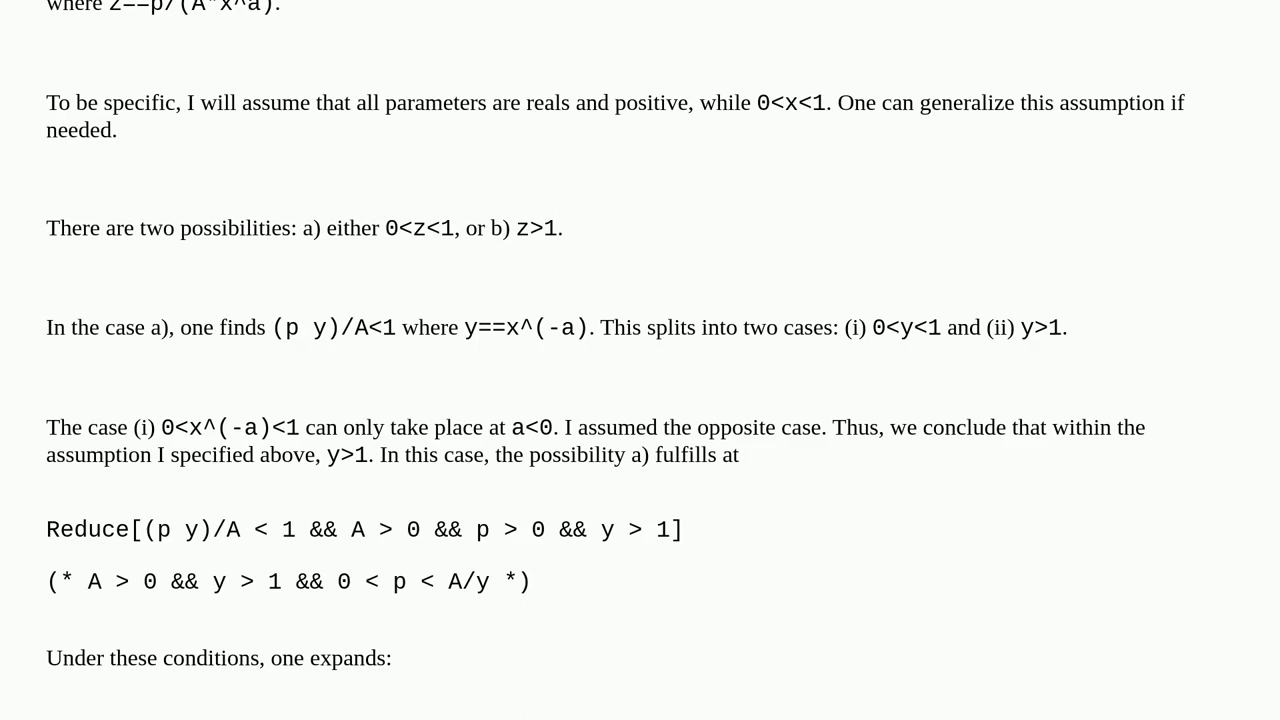 where z==p/(A*x^a).
To be specific, I will assume that all parameters are reals and positive, while 0<x<1. One can generalize this assumption if
needed.
There are two possibilities: a) either 0<z<1, or b) z>1.
In the case a), one finds (p y)/A<1 where y==x^(-a). This splits into two cases: (i) 0<y<1 and (ii) y>1.
The case (i) 0<x^(-a)<1 can only take place at a<0. I assumed the opposite case. Thus, we conclude that within the
assumption I specified above, y>1. In this case, the possibility a) fulfills at
Reduce[(p y)/A < 1 && A > 0 && p > 0 && y > 1]
(* A > 0 && y > 1 && 0 < p < A/y *)
Under these conditions, one expands: